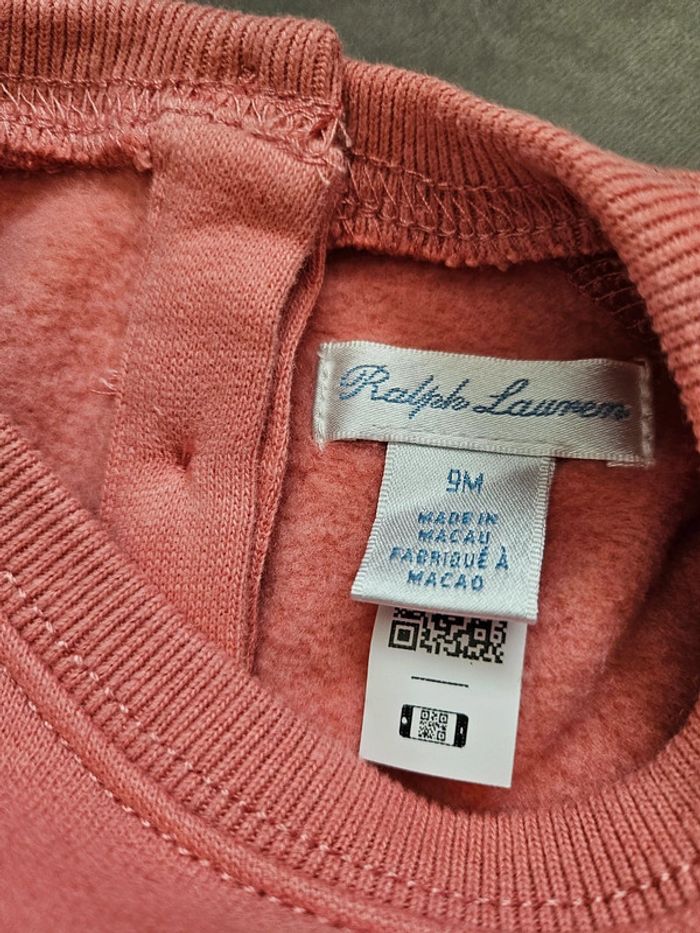 Ralph Lauren
9M
MADE IN
MACAU
FABRIQUÉ À
MACAO